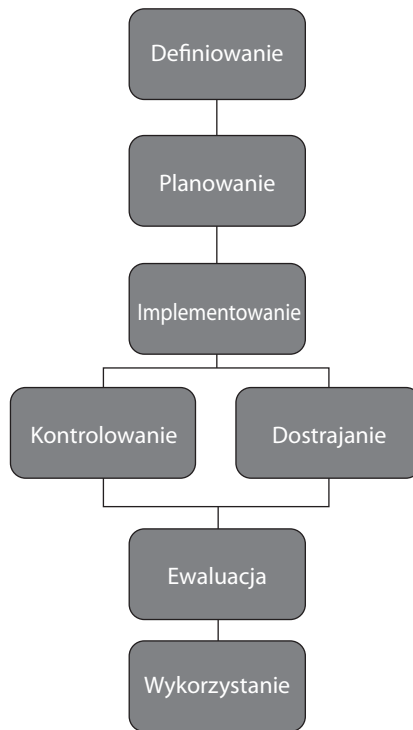 Definiowanie
Planowanie
Implementowanie
Kontrolowanie
Dostrajanie
Ewaluacja
Wykorzystanie